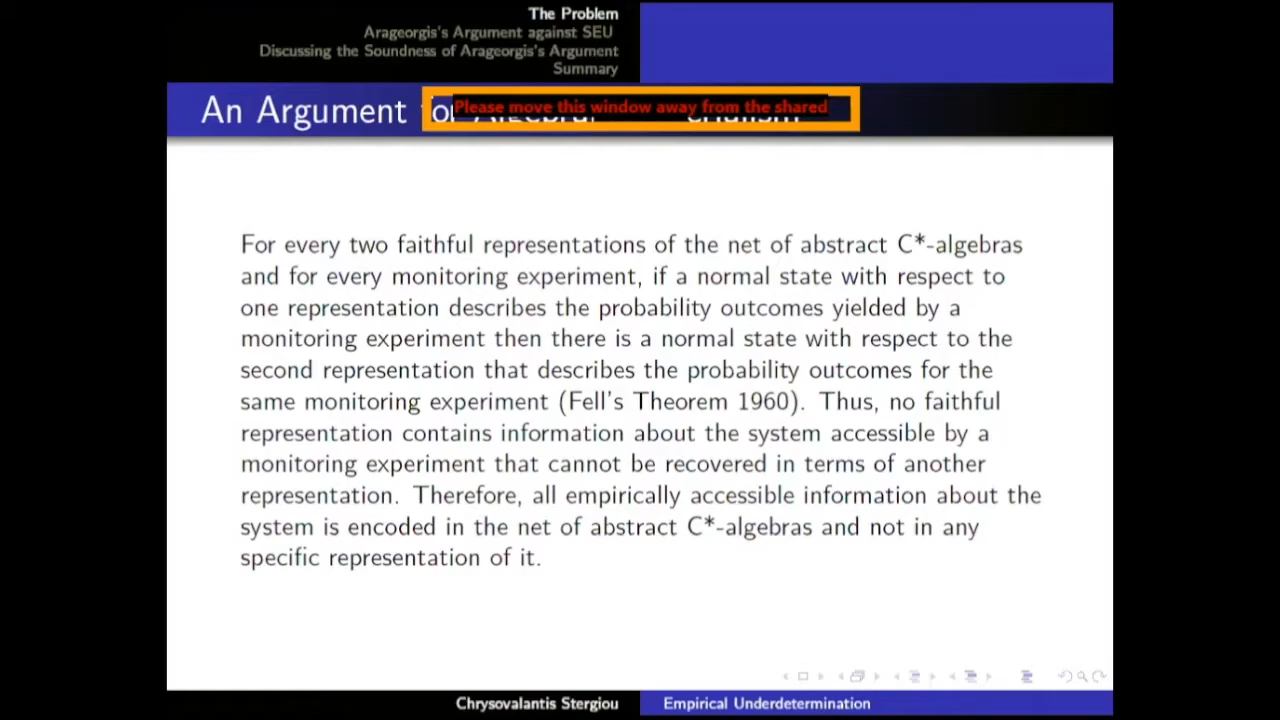 The Problem
Arageorgis's Argument against SEU
Discussing the Soundness of Arageorgis's Argument
Summary
An Argument
Please move this window away from the shared
For every two faithful representations of the net of abstract C*-algebras
and for every monitoring experiment, if a normal state with respect to
one representation describes the probability outcomes yielded by a
monitoring experiment then there is a normal state with respect to the
second representation that describes the probability outcomes for the
same monitoring experiment (Fell's Theorem 1960). Thus, no faithful
representation contains information about the system accessible by a
monitoring experiment that cannot be recovered in terms of another
representation. Therefore, all empirically accessible information about the
system is encoded in the net of abstract C*-algebras and not in any
specific representation of it.
Chrysovalantis Stergiou
Empirical Underdetermination